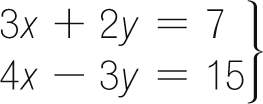 3x + 2y = 7
4x − 3y = 15